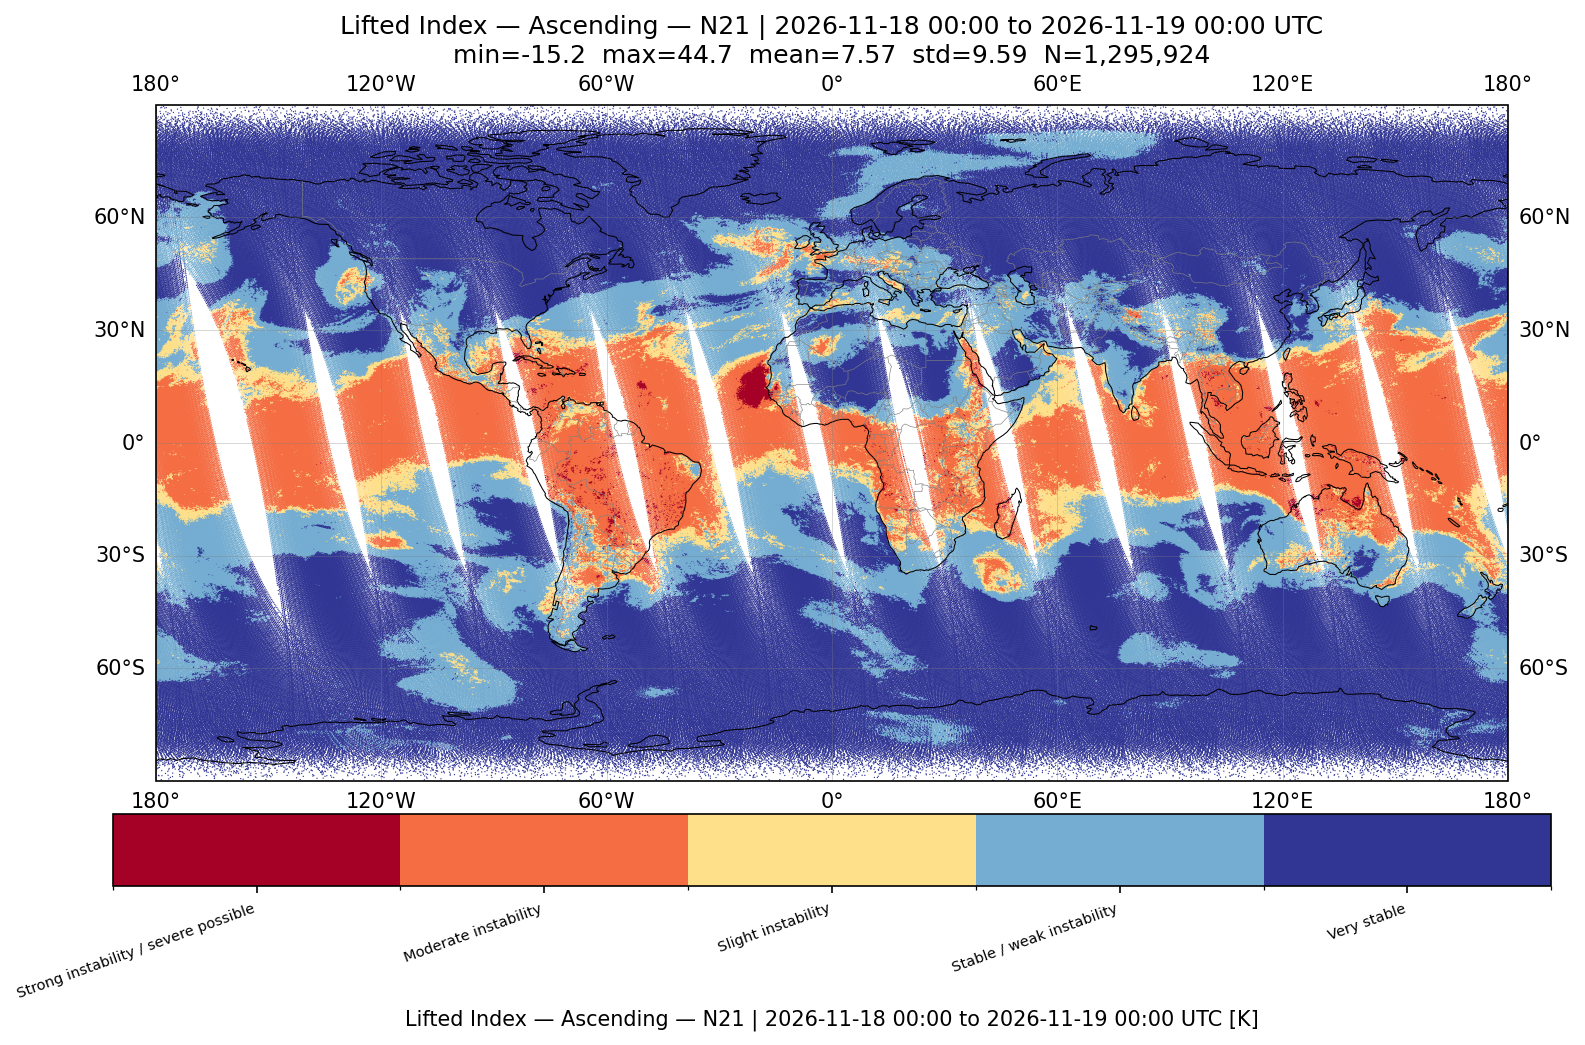 Lifted Index — Ascending — N21 | 2026-11-18 00:00 to 2026-11-19 00:00 UTC
min=-15.2  max=44.7  mean=7.57  std=9.59  N=1,295,924
180° 120°W 60°W 0° 60°E 120°E 180°
60°N 60°N
30°N 30°N
0° 0°
30°S 30°S
60°S 60°S
180° 120°W 60°W 0° 60°E 120°E 180°
Strong instability / severe possible
Moderate instability
Slight instability
Stable / weak instability
Very stable
Lifted Index — Ascending — N21 | 2026-11-18 00:00 to 2026-11-19 00:00 UTC [K]